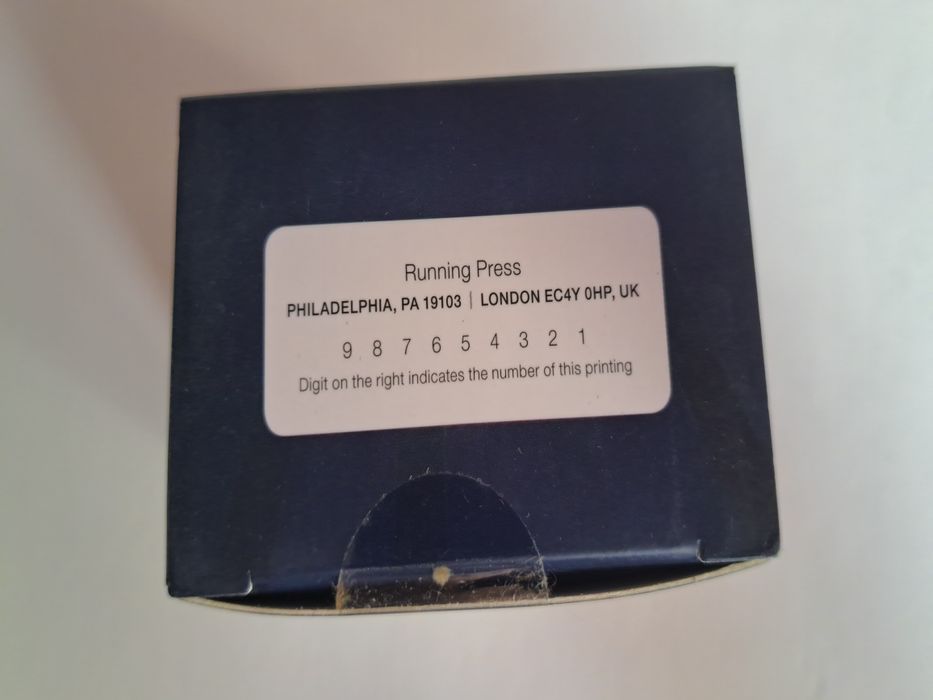 Running Press
PHILADELPHIA, PA 19103 | LONDON EC4Y 0HP, UK
9 8 7 6 5 4 3 2 1
Digit on the right indicates the number of this printing